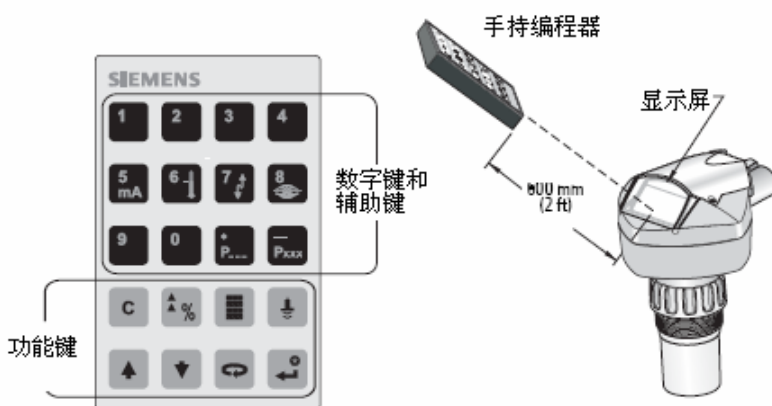 手持编程器
SIEMENS
显示屏
1 2 3 4
5 mA 6 7 8
数字键和
辅助键
600 mm
(2 ft)
9 0 + P_ _ _ — Pxxx
C %
功能键